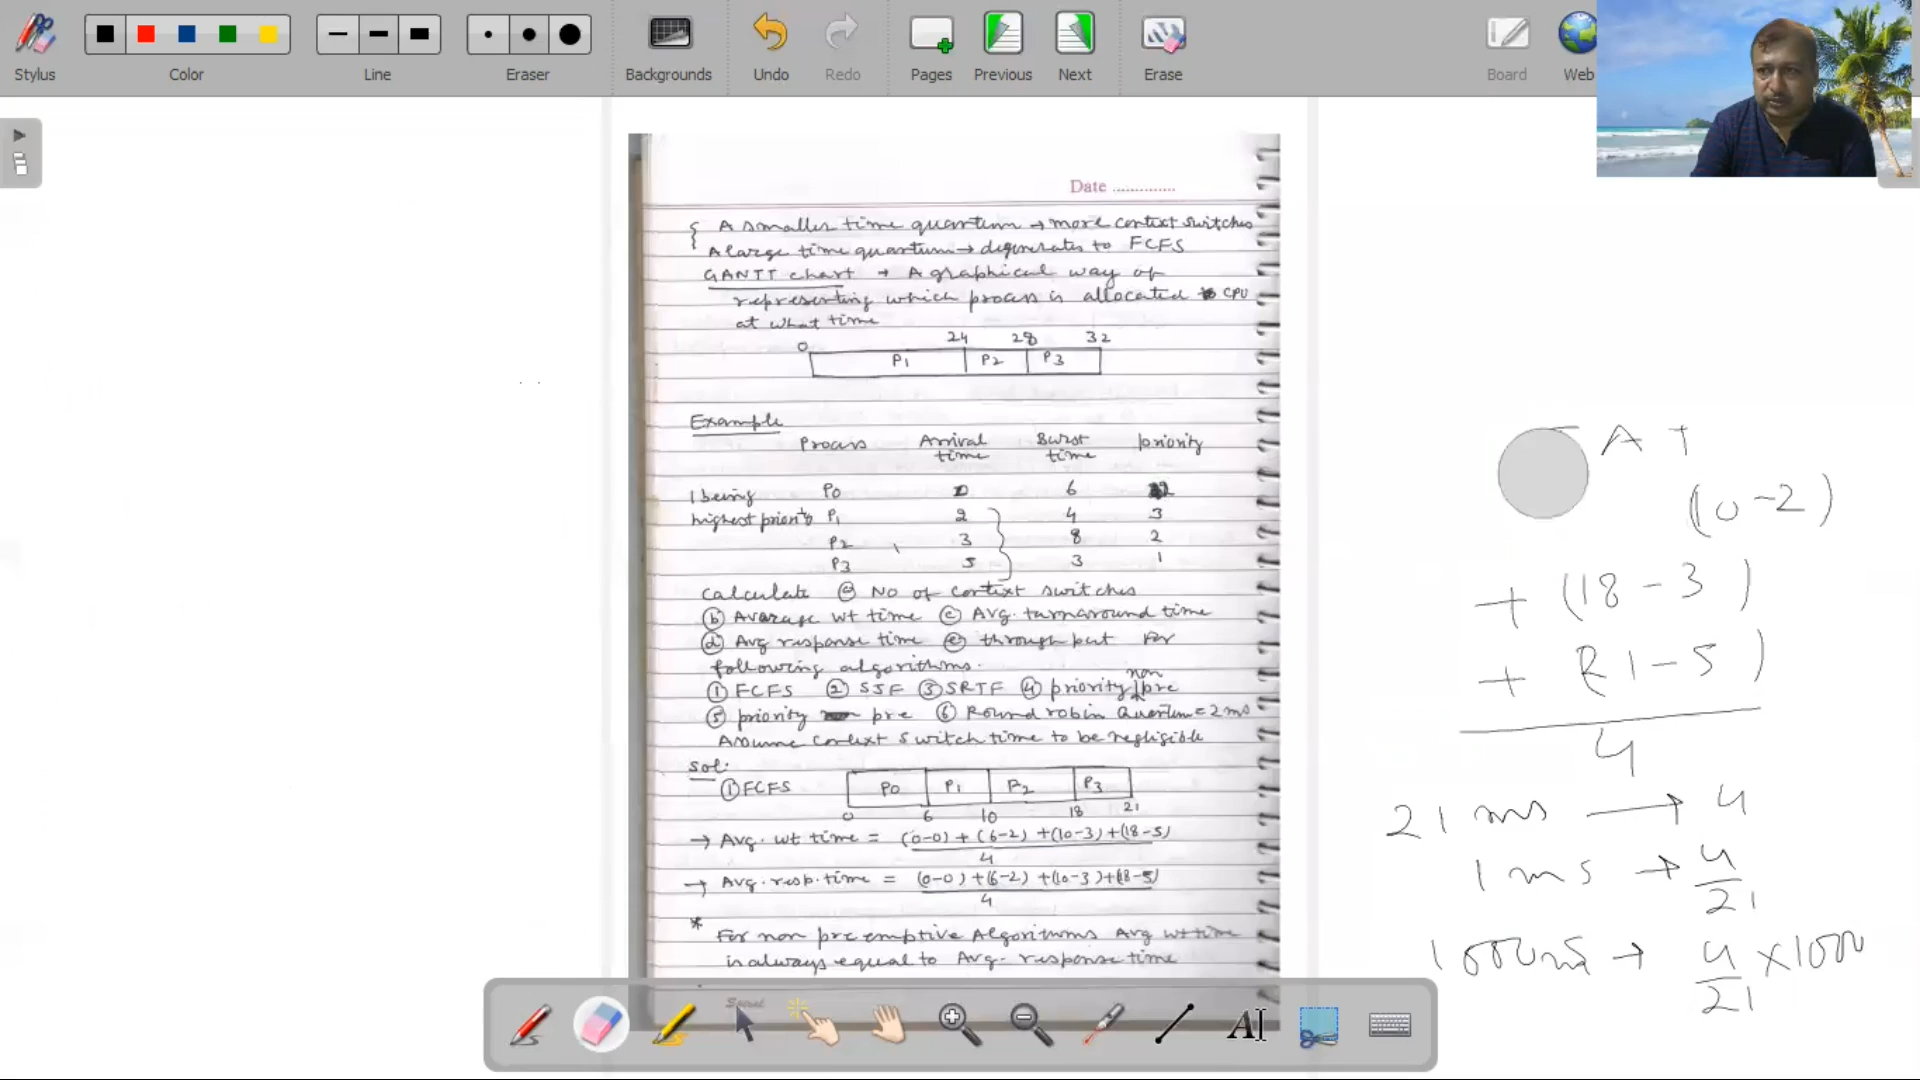 Stylus
Color
Line
Eraser
Backgrounds
Undo
Redo
Pages
Previous
Next
Erase
Board
Web
Date ..............
{ A smaller time quantum → more context switches
A large time quantum → degenerates to FCFS
GANTT chart → A graphical way of
representing which process is allocated to CPU
at what time
0 24 28 32
P1 P2 P3
Example
Process Arrival time Burst time priority
1 being P0 0 6 2
highest priority P1 2 4 3
P2 3 8 2
P3 5 3 1
Calculate ⓐ NO of context switches
ⓑ Average wt time ⓒ Avg. turnaround time
ⓓ Avg response time ⓔ through put For
following algorithms.
① FCFS ② SJF ③ SRTF ④ priority non pre
⑤ priority pre ⑥ Round robin Quantum = 2 ms
Assume context switch time to be negligible
Sol:
① FCFS P0 P1 P2 P3
0 6 10 18 21
→ Avg. wt time = (0-0) + (6-2) + (10-3) + (18-5)
4
→ Avg. resp. time = (0-0) + (6-2) + (10-3) + (18-5)
4
* For non preemptive Algorithms Avg wt time
is always equal to Avg. response time
A T
(10-2)
+ (18-3)
+ (21-5)
4
21 ms → 4
1 ms → 4
21
1000ms → 4 × 1000
21